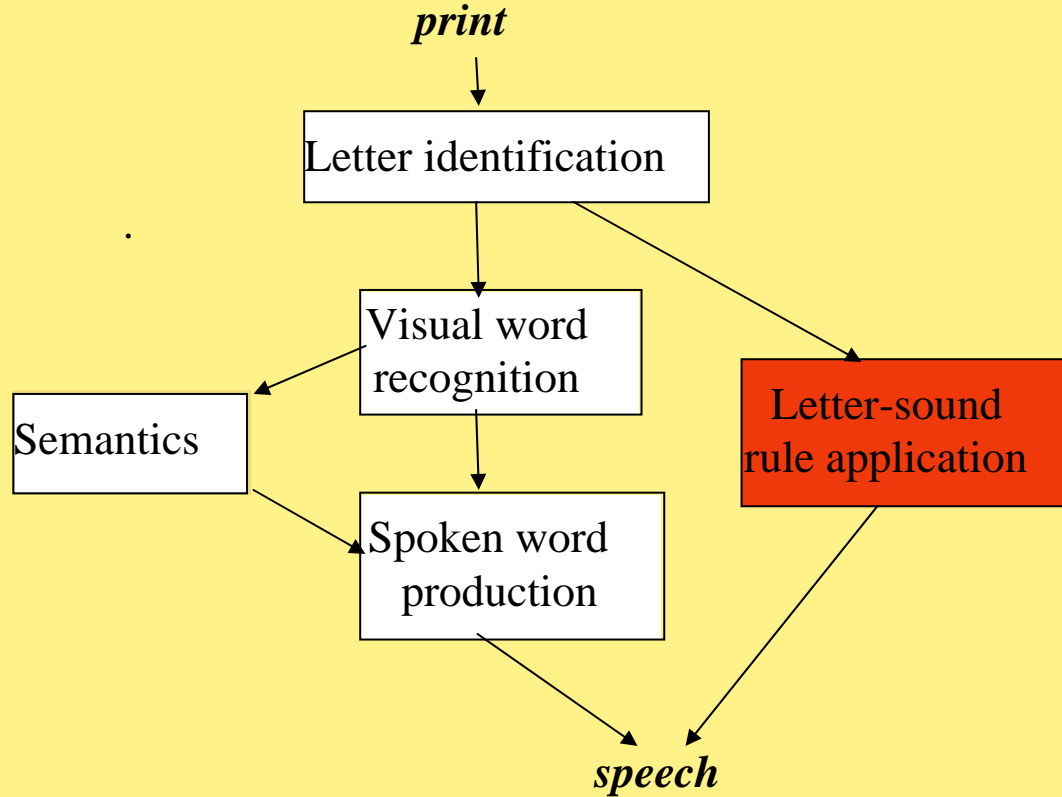 print
Letter identification
.
Visual word
recognition
Semantics
Letter-sound
rule application
Spoken word
production
speech